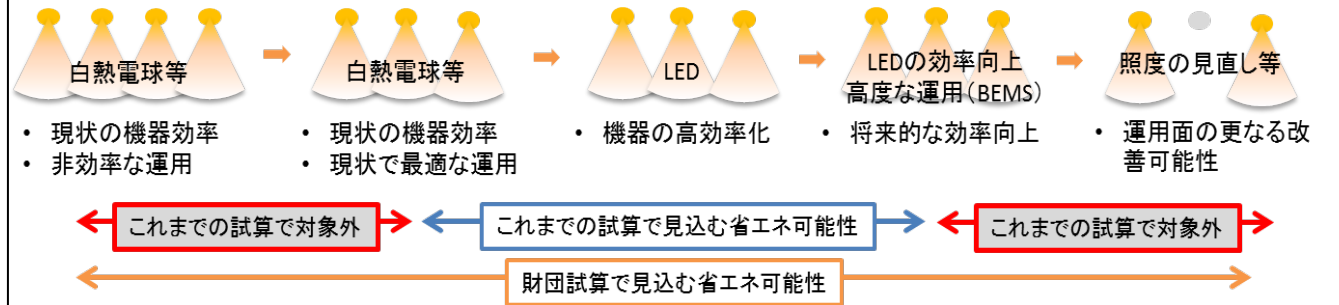 白熱電球等
白熱電球等
LED
LEDの効率向上
高度な運用(BEMS)
照度の見直し等
• 現状の機器効率
• 非効率な運用
• 現状の機器効率
• 現状で最適な運用
• 機器の高効率化
• 将来的な効率向上
• 運用面の更なる改
善可能性
これまでの試算で対象外
これまでの試算で見込む省エネ可能性
これまでの試算で対象外
財団試算で見込む省エネ可能性